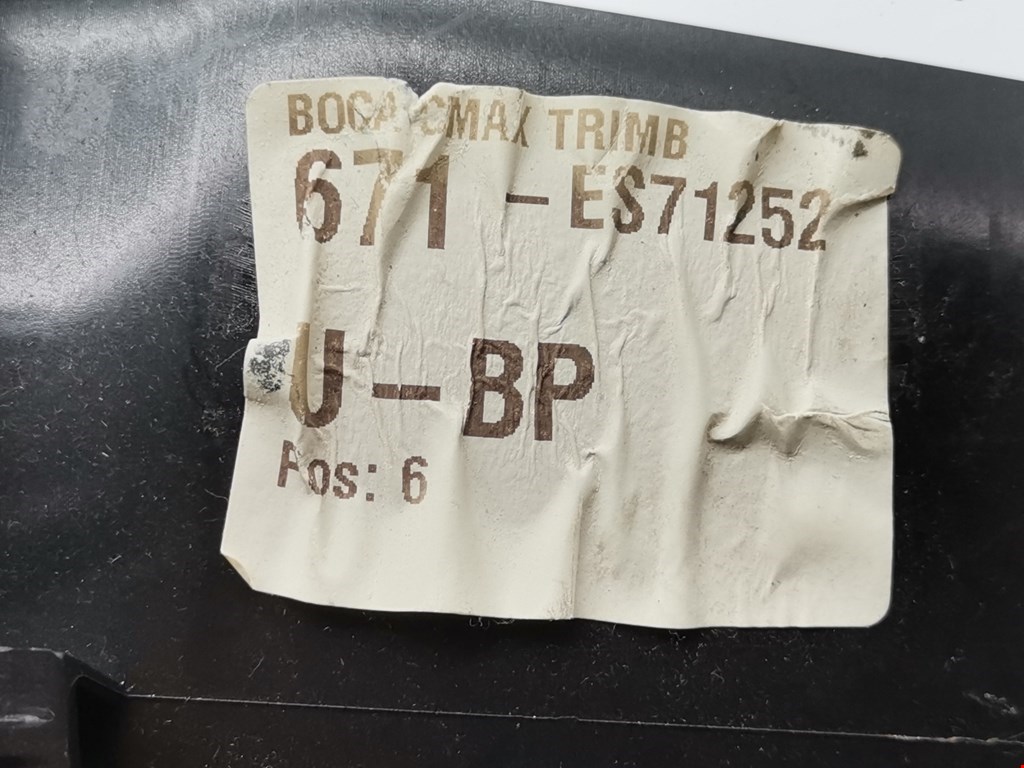 BOCA CMAX TRIMB
671 - ES71252
U-BP
Pos: 6